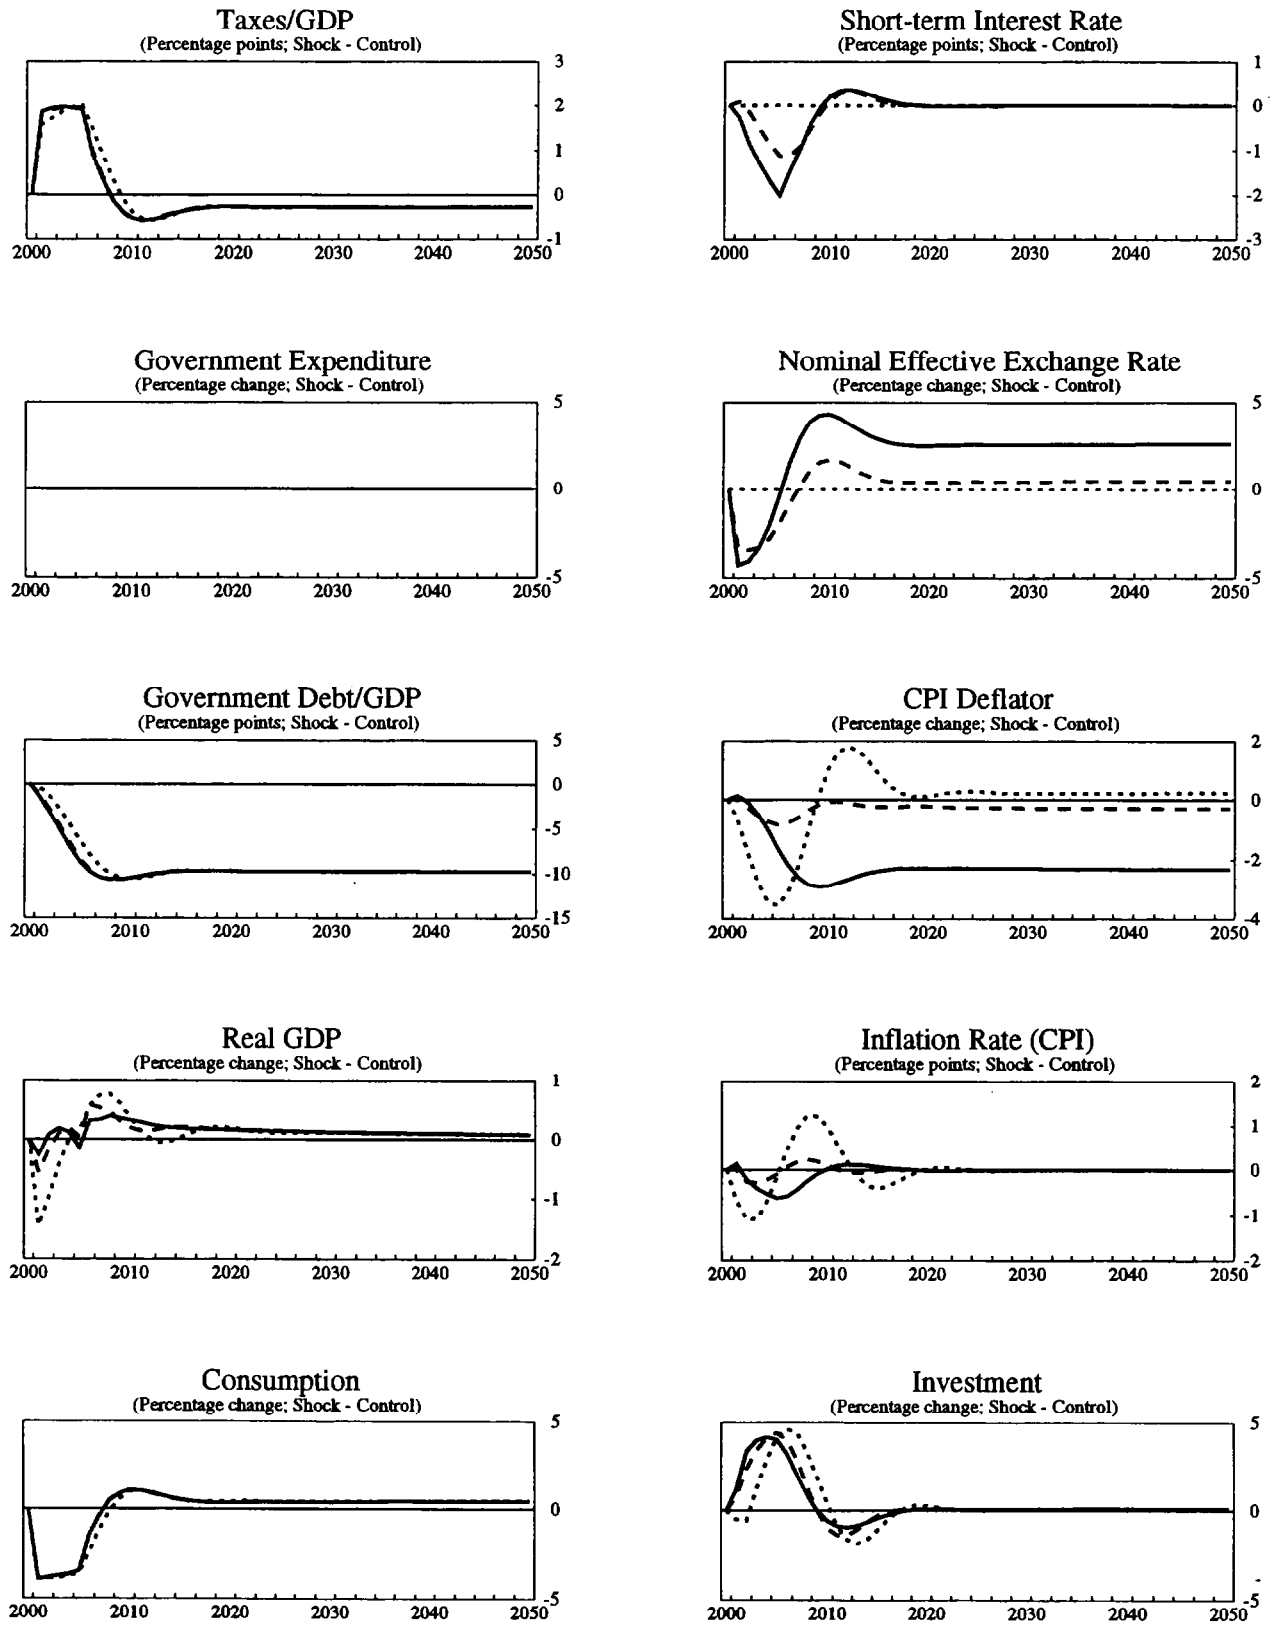 Taxes/GDP
(Percentage points; Shock - Control)
3
2
1
0
-1
2000 2010 2020 2030 2040 2050
Short-term Interest Rate
(Percentage points; Shock - Control)
1
0
-1
-2
-3
2000 2010 2020 2030 2040 2050
Government Expenditure
(Percentage change; Shock - Control)
5
0
-5
2000 2010 2020 2030 2040 2050
Nominal Effective Exchange Rate
(Percentage change; Shock - Control)
5
0
-5
2000 2010 2020 2030 2040 2050
Government Debt/GDP
(Percentage points; Shock - Control)
5
0
-5
-10
-15
2000 2010 2020 2030 2040 2050
CPI Deflator
(Percentage change; Shock - Control)
2
0
-2
-4
2000 2010 2020 2030 2040 2050
Real GDP
(Percentage change; Shock - Control)
1
0
-1
-2
2000 2010 2020 2030 2040 2050
Inflation Rate (CPI)
(Percentage points; Shock - Control)
2
1
0
-1
-2
2000 2010 2020 2030 2040 2050
Consumption
(Percentage change; Shock - Control)
5
0
-5
2000 2010 2020 2030 2040 2050
Investment
(Percentage change; Shock - Control)
5
0
-5
2000 2010 2020 2030 2040 2050